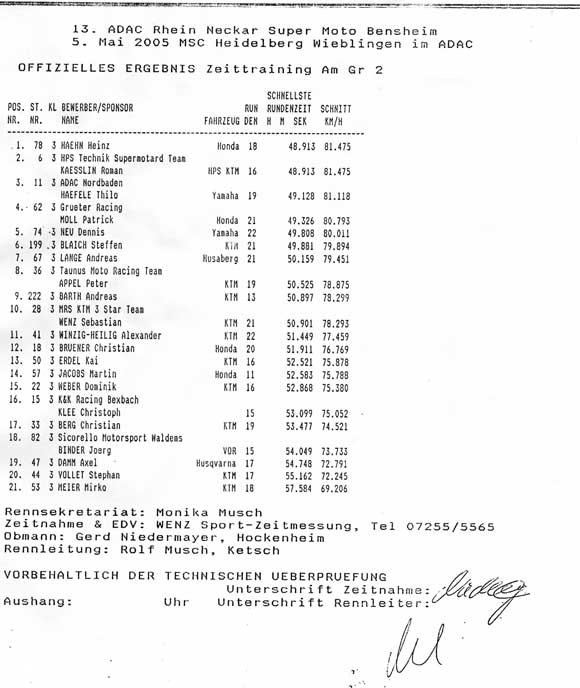 13. ADAC Rhein Neckar Super Moto Bensheim
5. Mai 2005 MSC Heidelberg Wieblingen im ADAC
OFFIZIELLES ERGEBNIS Zeittraining Am Gr 2
SCHNELLSTE
POS. ST. KL BEWERBER/SPONSOR RUN RUNDENZEIT SCHNITT
NR. NR. NAME FAHRZEUG DEN H M SEK KM/H
1. 78 3 HAEHN Heinz Honda 18 48.913 81.475
2. 6 3 HPS Technik Supermotard Team
KAESSLIN Roman HPS KTM 16 48.913 81.475
3. 11 3 ADAC Nordbaden
HAEFELE Thilo Yamaha 19 49.128 81.118
4. 62 3 Grueter Racing
MOLL Patrick Honda 21 49.326 80.793
5. 74 3 NEU Dennis Yamaha 22 49.808 80.011
6. 199 3 BLAICH Steffen KTM 21 49.881 79.894
7. 67 3 LANGE Andreas Husaberg 21 50.159 79.451
8. 36 3 Taunus Moto Racing Team
APPEL Peter KTM 19 50.525 78.875
9. 222 3 BARTH Andreas KTM 13 50.897 78.299
10. 28 3 MRS KTM 3 Star Team
WENZ Sebastian KTM 21 50.901 78.293
11. 41 3 WINZIG-HEILIG Alexander KTM 22 51.449 77.459
12. 18 3 BRUENER Christian Honda 20 51.911 76.769
13. 50 3 ERDEL Kai KTM 16 52.521 75.878
14. 57 3 JACOBS Martin Honda 11 52.583 75.788
15. 22 3 WEBER Dominik KTM 16 52.868 75.380
16. 15 3 K&K Racing Bexbach
KLEE Christoph 15 53.099 75.052
17. 33 3 BERG Christian KTM 19 53.477 74.521
18. 82 3 Sicorello Motorsport Waldems
BINDER Joerg VOR 15 54.049 73.733
19. 47 3 DAMM Axel Husqvarna 17 54.748 72.791
20. 44 3 VOLLET Stephan KTM 17 55.162 72.245
21. 53 3 MEIER Mirko KTM 18 57.584 69.206
Rennsekretariat: Monika Musch
Zeitnahme & EDV: WENZ Sport-Zeitmessung, Tel 07255/5565
Obmann: Gerd Niedermayer, Hockenheim
Rennleitung: Rolf Musch, Ketsch
VORBEHALTLICH DER TECHNISCHEN UEBERPRUEFUNG
Unterschrift Zeitnahme:
Aushang: Uhr Unterschrift Rennleiter: